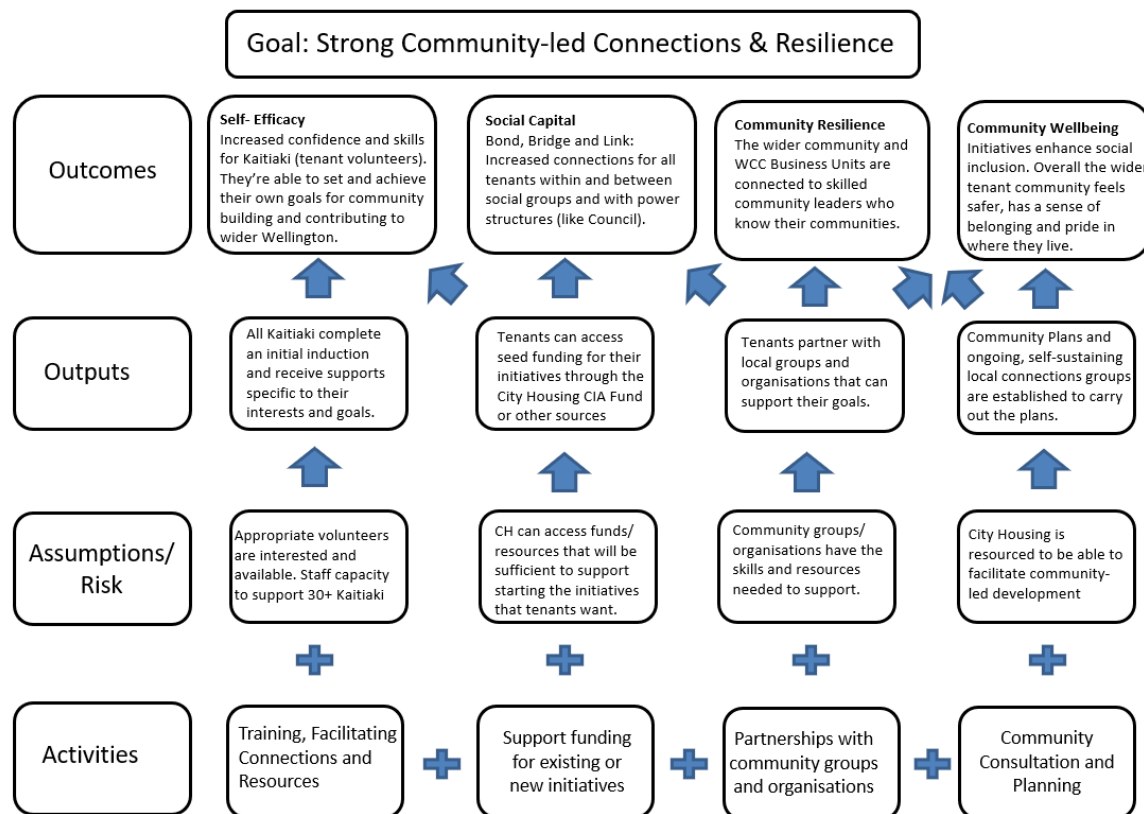 Goal: Strong Community-led Connections & Resilience
Outcomes
Self- Efficacy
Increased confidence and skills
for Kaitiaki (tenant volunteers).
They're able to set and achieve
their own goals for community
building and contributing to
wider Wellington.
Social Capital
Bond, Bridge and Link:
Increased connections for all
tenants within and between
social groups and with power
structures (like Council).
Community Resilience
The wider community and
WCC Business Units are
connected to skilled
community leaders who
know their communities.
Community Wellbeing
Initiatives enhance social
inclusion. Overall the wider
tenant community feels
safer, has a sense of
belonging and pride in
where they live.
Outputs
All Kaitiaki complete
an initial induction
and receive supports
specific to their
interests and goals.
Tenants can access
seed funding for their
initiatives through the
City Housing CIA Fund
or other sources
Tenants partner with
local groups and
organisations that can
support their goals.
Community Plans and
ongoing, self-sustaining
local connections groups
are established to carry
out the plans.
Assumptions/
Risk
Appropriate volunteers
are interested and
available. Staff capacity
to support 30+ Kaitiaki
CH can access funds/
resources that will be
sufficient to support
starting the initiatives
that tenants want.
Community groups/
organisations have the
skills and resources
needed to support.
City Housing is
resourced to be able to
facilitate community-
led development
Activities
Training, Facilitating
Connections and
Resources
Support funding
for existing or
new initiatives
Partnerships with
community groups
and organisations
Community
Consultation and
Planning